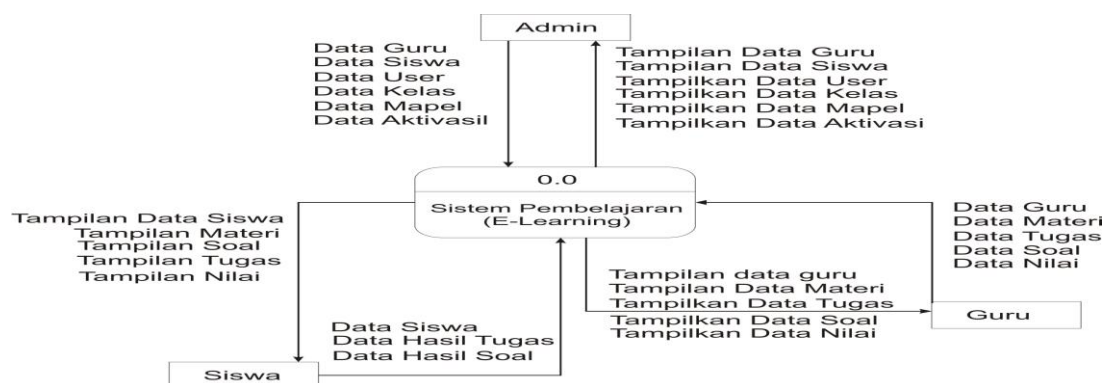 Admin
Data Guru
Data Siswa
Data User
Data Kelas
Data Mapel
Data Aktivasil
Tampilan Data Guru
Tampilan Data Siswa
Tampilkan Data User
Tampilkan Data Kelas
Tampilkan Data Mapel
Tampilkan Data Aktivasi
0.0
Sistem Pembelajaran
(E-Learning)
Tampilan Data Siswa
Tampilan Materi
Tampilan Soal
Tampilan Tugas
Tampilan Nilai
Data Guru
Data Materi
Data Tugas
Data Soal
Data Nilai
Tampilan data guru
Tampilan Data Materi
Tampilkan Data Tugas
Tampilkan Data Soal
Tampilkan Data Nilai
Guru
Data Siswa
Data Hasil Tugas
Data Hasil Soal
Siswa